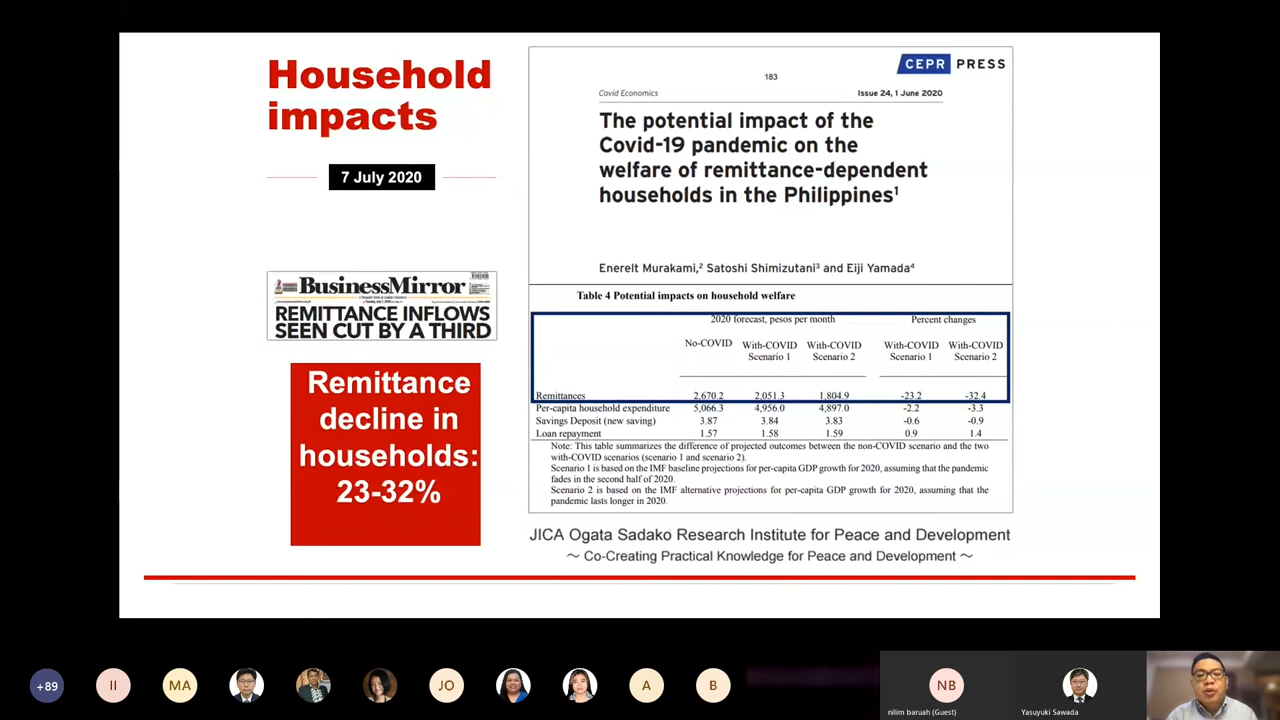 Household
impacts
7 July 2020
BusinessMirror
REMITTANCE INFLOWS
SEEN CUT BY A THIRD
Remittance
decline in
households:
23-32%
CEPR PRESS
183
Covid Economics Issue 24, 1 June 2020
The potential impact of the
Covid-19 pandemic on the
welfare of remittance-dependent
households in the Philippines¹
Enerelt Murakami,² Satoshi Shimizutani³ and Eiji Yamada⁴
Table 4 Potential impacts on household welfare
2020 forecast, pesos per month Percent changes
No-COVID With-COVID Scenario 1 With-COVID Scenario 2 With-COVID Scenario 1 With-COVID Scenario 2
Remittances 2,670.2 2,051.3 1,804.9 -23.2 -32.4
Per-capita household expenditure 5,066.3 4,956.0 4,897.0 -2.2 -3.3
Savings Deposit (new saving) 3.87 3.84 3.83 -0.6 -0.9
Loan repayment 1.57 1.58 1.59 0.9 1.4
Note: This table summarizes the difference of projected outcomes between the non-COVID scenario and the two
with-COVID scenarios (scenario 1 and scenario 2).
Scenario 1 is based on the IMF baseline projections for per-capita GDP growth for 2020, assuming that the pandemic
fades in the second half of 2020.
Scenario 2 is based on the IMF alternative projections for per-capita GDP growth for 2020, assuming that the
pandemic lasts longer in 2020.
JICA Ogata Sadako Research Institute for Peace and Development
～ Co-Creating Practical Knowledge for Peace and Development ～
+89
II
MA
JO
A
B
NB
nilim baruah (Guest)
Yasuyuki Sawada